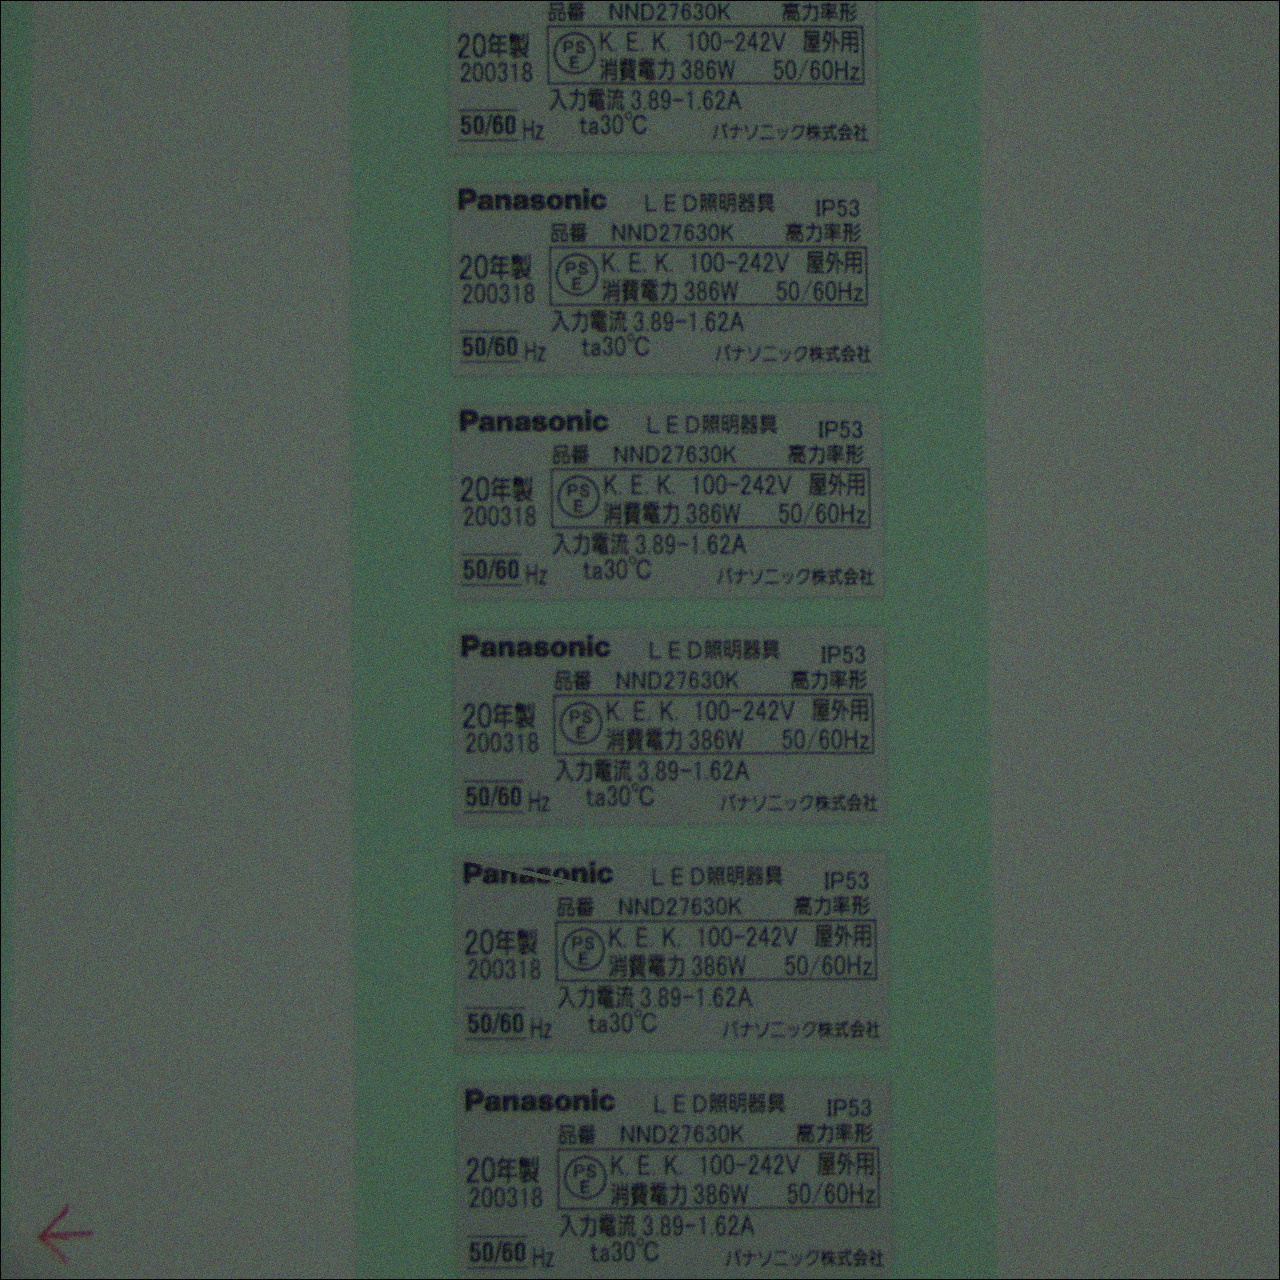 品番 NND27630K 高力率形
20年製 PS E K. E. K. 100-242V 屋外用
200318 消費電力 386W 50/60Hz
入力電流 3.89-1.62A
50/60 Hz ta30℃ パナソニック株式会社
Panasonic LED照明器具 IP53
品番 NND27630K 高力率形
20年製 PS E K. E. K. 100-242V 屋外用
200318 消費電力 386W 50/60Hz
入力電流 3.89-1.62A
50/60 Hz ta30℃ パナソニック株式会社
Panasonic LED照明器具 IP53
品番 NND27630K 高力率形
20年製 PS E K. E. K. 100-242V 屋外用
200318 消費電力 386W 50/60Hz
入力電流 3.89-1.62A
50/60 Hz ta30℃ パナソニック株式会社
Panasonic LED照明器具 IP53
品番 NND27630K 高力率形
20年製 PS E K. E. K. 100-242V 屋外用
200318 消費電力 386W 50/60Hz
入力電流 3.89-1.62A
50/60 Hz ta30℃ パナソニック株式会社
Panasonic LED照明器具 IP53
品番 NND27630K 高力率形
20年製 PS E K. E. K. 100-242V 屋外用
200318 消費電力 386W 50/60Hz
入力電流 3.89-1.62A
50/60 Hz ta30℃ パナソニック株式会社
Panasonic LED照明器具 IP53
品番 NND27630K 高力率形
20年製 PS E K. E. K. 100-242V 屋外用
200318 消費電力 386W 50/60Hz
入力電流 3.89-1.62A
50/60 Hz ta30℃ パナソニック株式会社